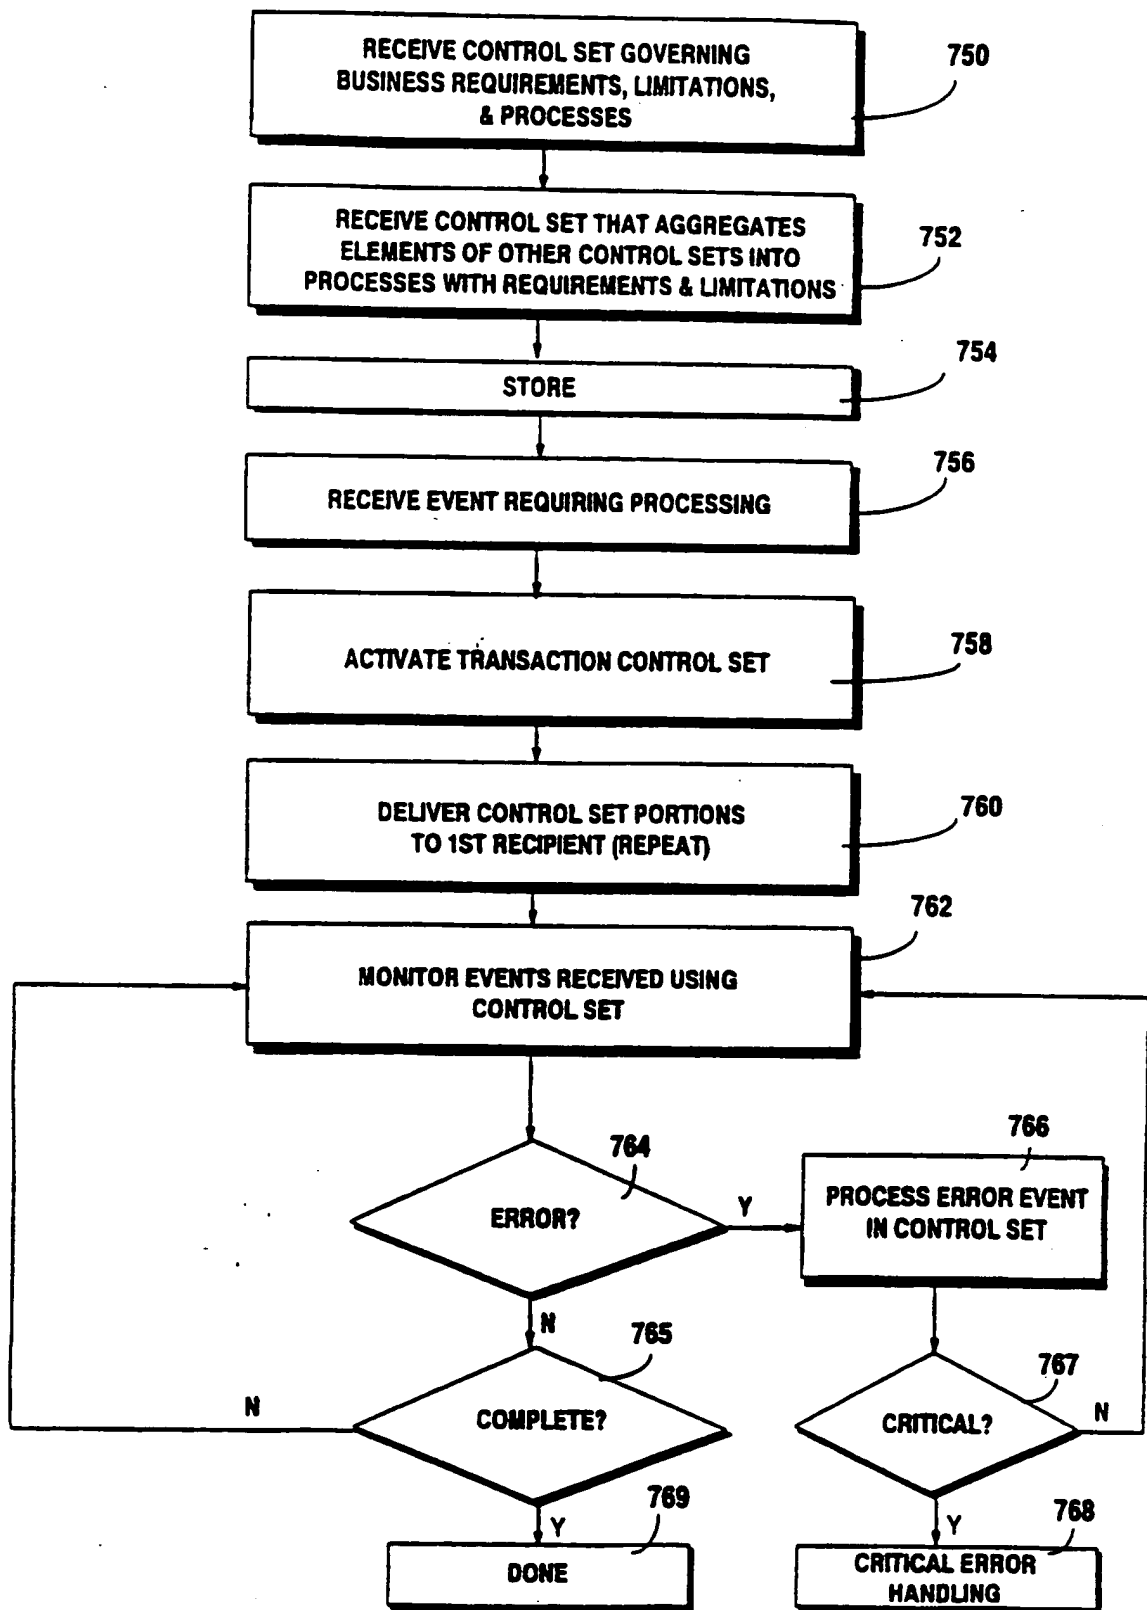 RECEIVE CONTROL SET GOVERNING
BUSINESS REQUIREMENTS, LIMITATIONS,
& PROCESSES
750
RECEIVE CONTROL SET THAT AGGREGATES
ELEMENTS OF OTHER CONTROL SETS INTO
PROCESSES WITH REQUIREMENTS & LIMITATIONS
752
STORE
754
RECEIVE EVENT REQUIRING PROCESSING
756
ACTIVATE TRANSACTION CONTROL SET
758
DELIVER CONTROL SET PORTIONS
TO 1ST RECIPIENT (REPEAT)
760
MONITOR EVENTS RECEIVED USING
CONTROL SET
762
ERROR?
764
Y
PROCESS ERROR EVENT
IN CONTROL SET
766
N
COMPLETE?
765
N
CRITICAL?
767
N
Y
DONE
769
Y
CRITICAL ERROR
HANDLING
768